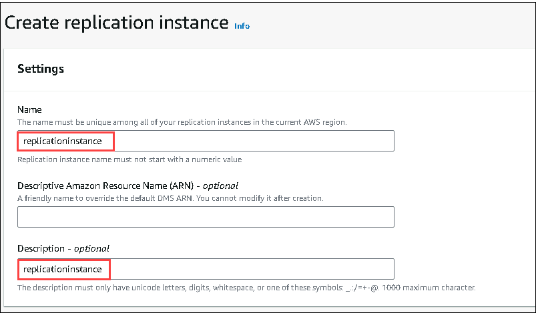 Create replication instance Info
Settings
Name
The name must be unique among all of your replication instances in the current AWS region.
replicationinstance
Replication instance name must not start with a numeric value
Descriptive Amazon Resource Name (ARN) - optional
A friendly name to override the default DMS ARN. You cannot modify it after creation.
Description - optional
replicationinstance
The description must only have unicode letters, digits, whitespace, or one of these symbols: _.:/=+-@. 1000 maximum character.